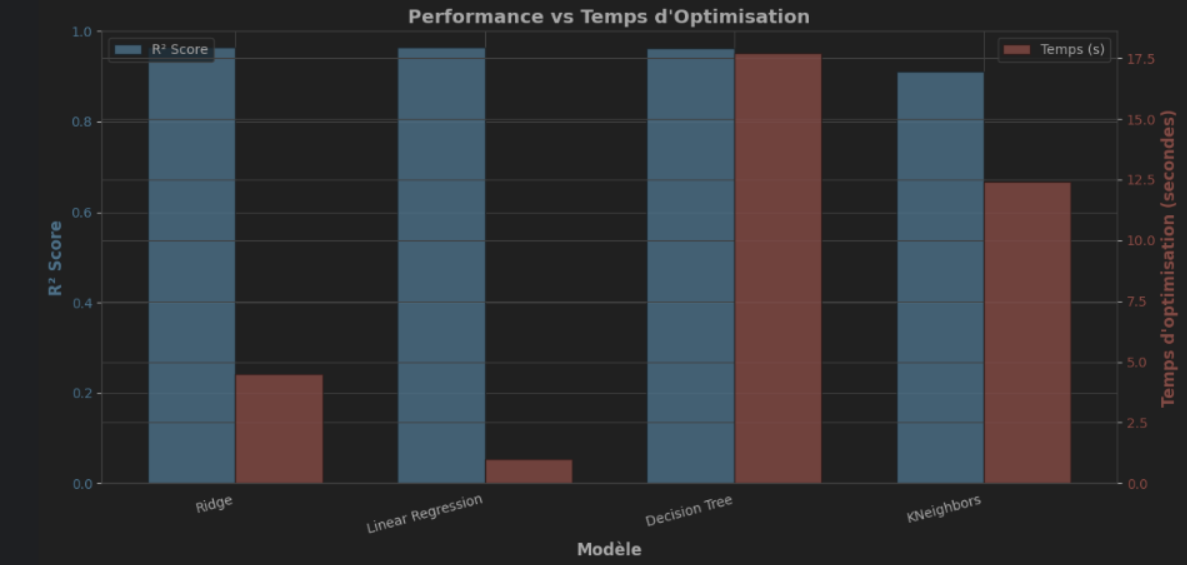 Performance vs Temps d'Optimisation
R² Score
Temps (s)
1.0
0.8
0.6
0.4
0.2
0.0
R² Score
17.5
15.0
12.5
10.0
7.5
5.0
2.5
0.0
Temps d'optimisation (secondes)
Ridge
Linear Regression
Decision Tree
KNeighbors
Modèle